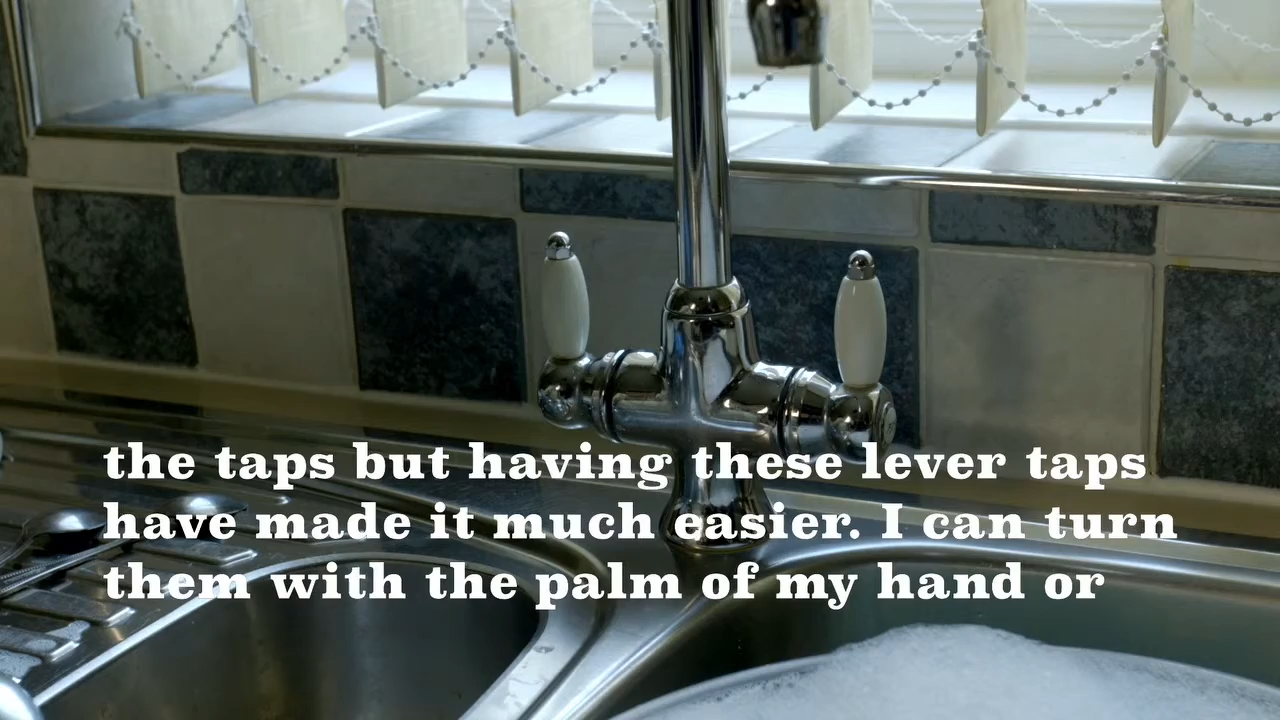 the taps but having these lever taps
have made it much easier. I can turn
them with the palm of my hand or